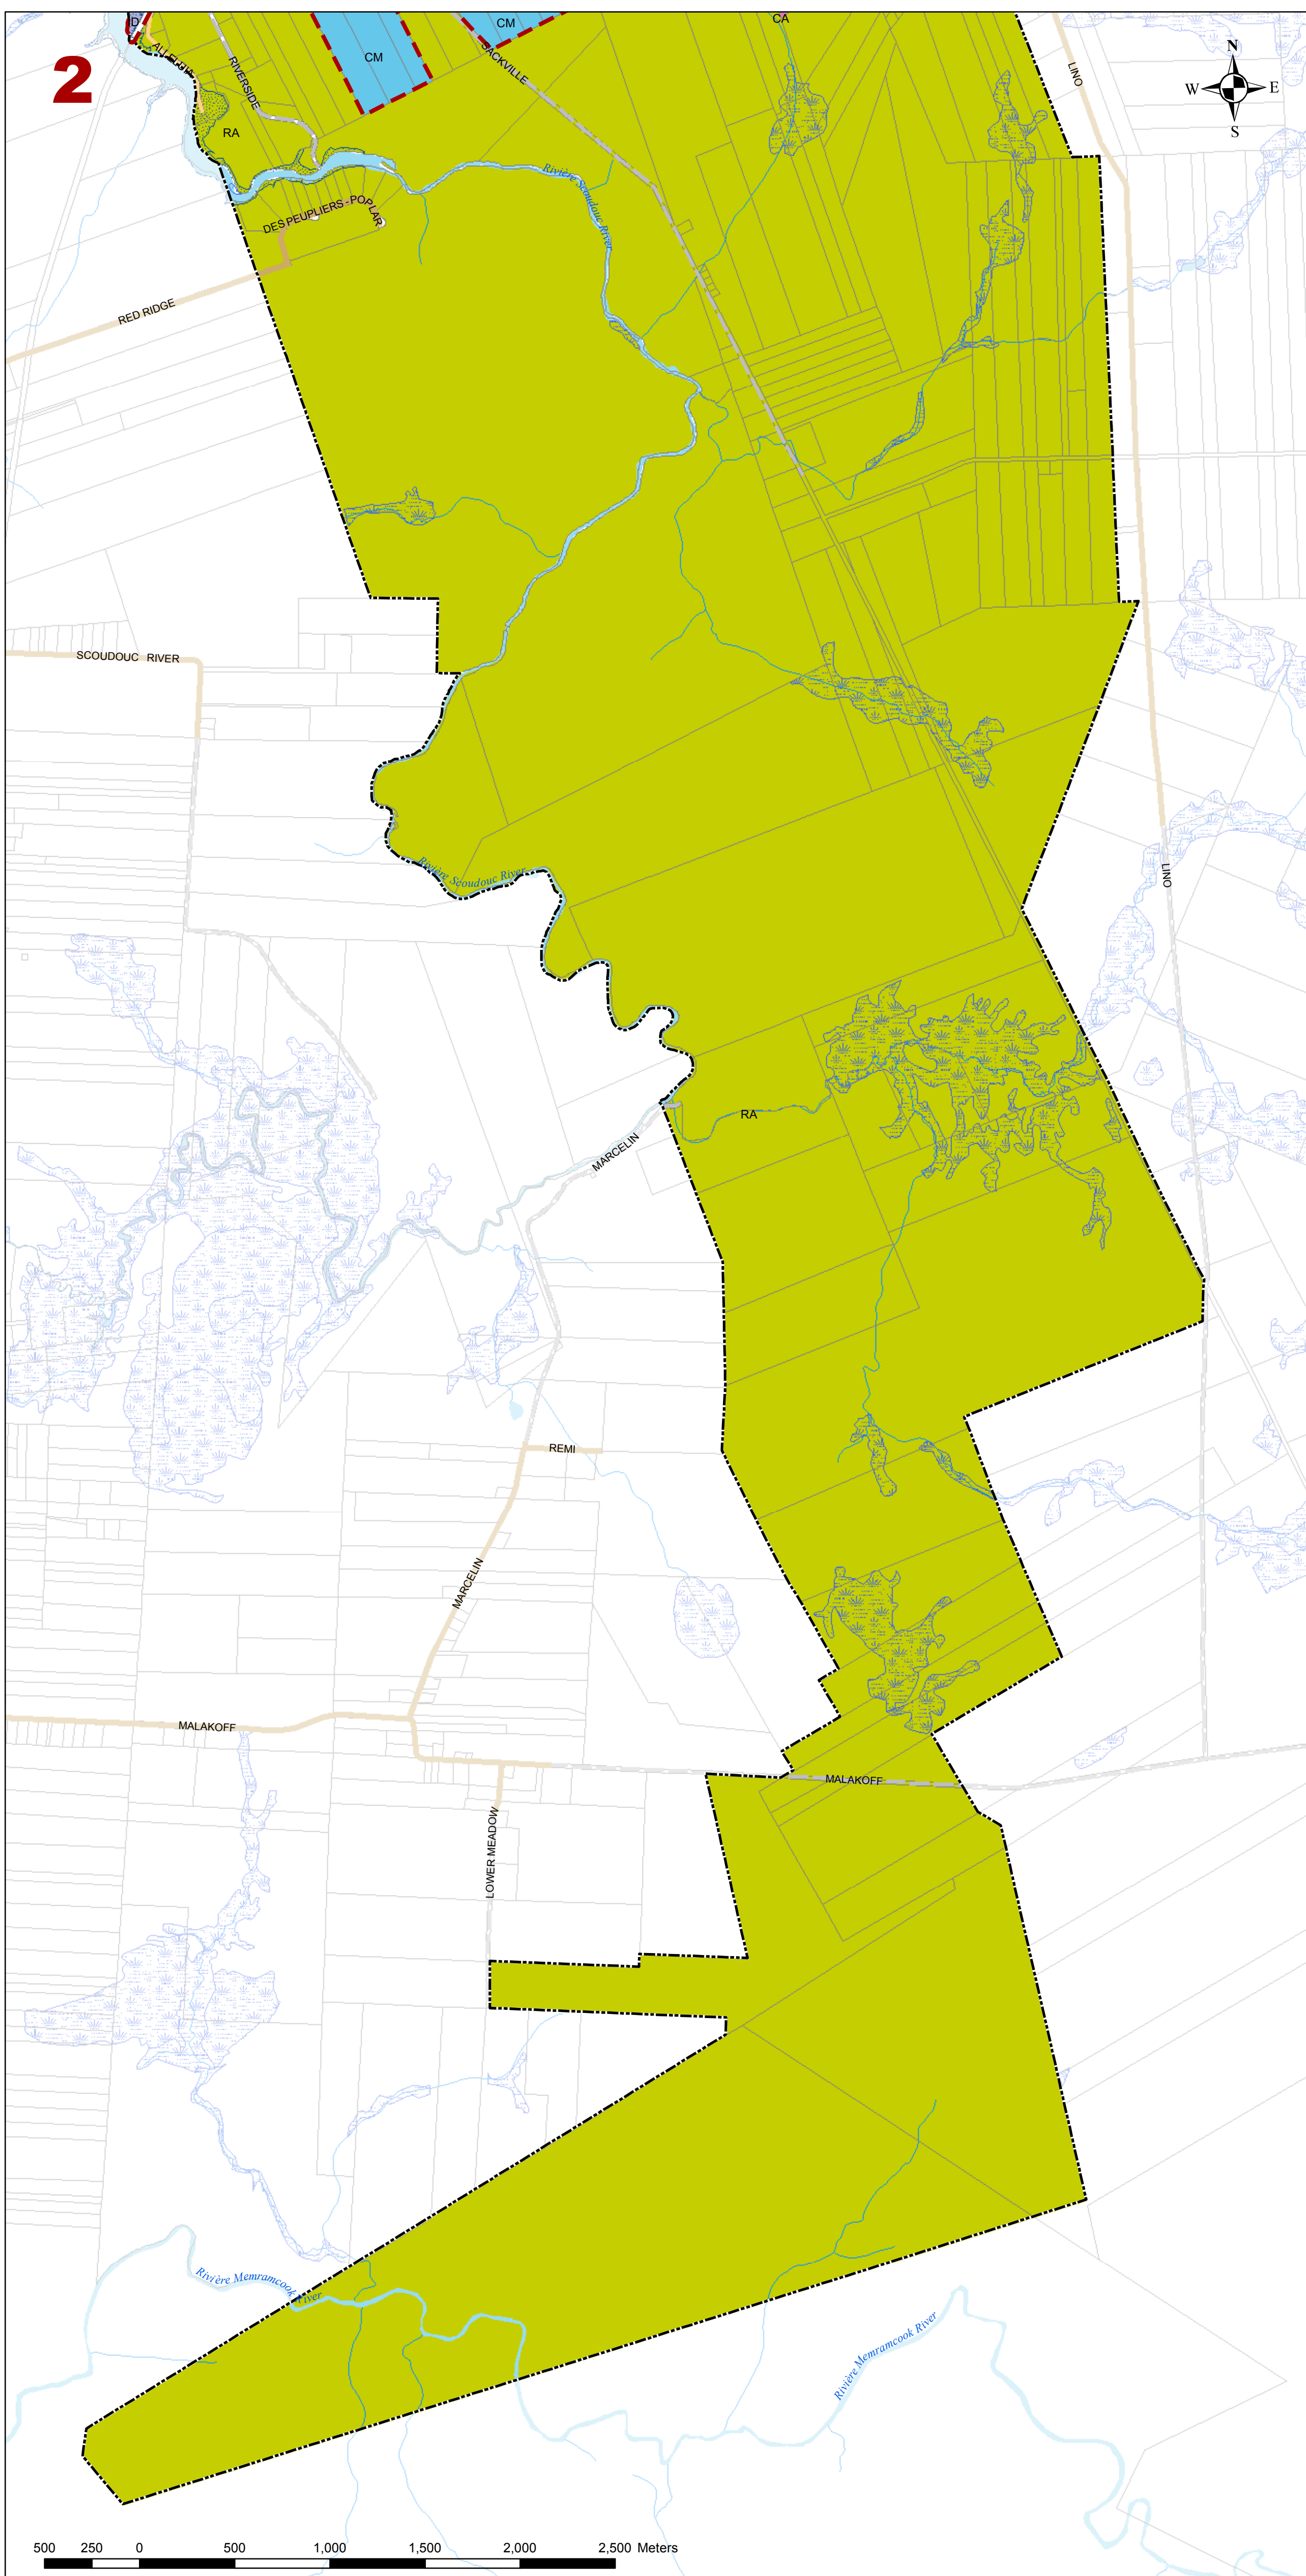 D
CM
CM
CA
2
ALLELUIA
RIVERSIDE
SACKVILLE
LINO
N
W E
S
RA
Rivière Scoudouc River
DES PEUPLIERS - POPLAR
RED RIDGE
SCOUDOUC RIVER
Rivière Scoudouc River
LINO
RA
MARCELIN
REMI
MARCELIN
MALAKOFF
MALAKOFF
LOWER MEADOW
Rivière Memramcook River
Rivière Memramcook River
500 250 0 500 1,000 1,500 2,000 2,500 Meters